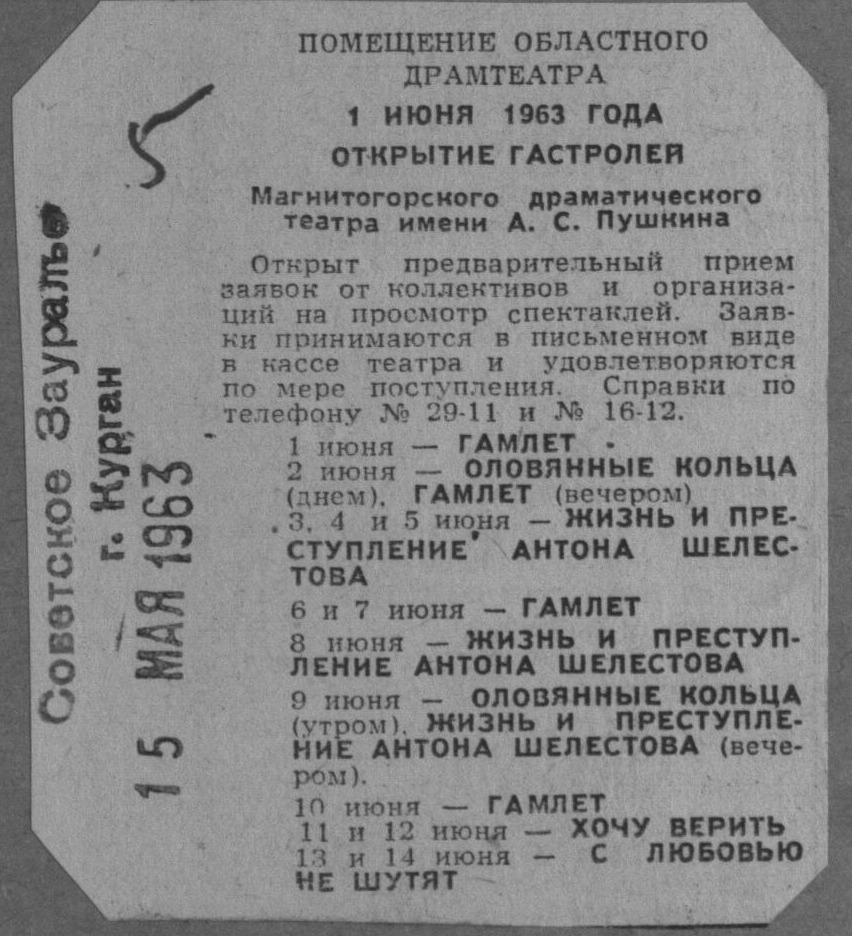 ПОМЕЩЕНИЕ ОБЛАСТНОГО
ДРАМТЕАТРА
1 ИЮНЯ 1963 ГОДА
ОТКРЫТИЕ ГАСТРОЛЕЙ
Магнитогорского драматического
театра имени А. С. Пушкина
Открыт предварительный прием
заявок от коллективов и организа-
ций на просмотр спектаклей. Заяв-
ки принимаются в письменном виде
в кассе театра и удовлетворяются
по мере поступления. Справки по
телефону № 29-11 и № 16-12.
1 июня — ГАМЛЕТ
2 июня — ОЛОВЯННЫЕ КОЛЬЦА
(днем), ГАМЛЕТ (вечером)
3, 4 и 5 июня — ЖИЗНЬ И ПРЕ-
СТУПЛЕНИЕ АНТОНА ШЕЛЕС-
ТОВА
6 и 7 июня — ГАМЛЕТ
8 июня — ЖИЗНЬ И ПРЕСТУП-
ЛЕНИЕ АНТОНА ШЕЛЕСТОВА
9 июня — ОЛОВЯННЫЕ КОЛЬЦА
(утром), ЖИЗНЬ И ПРЕСТУПЛЕ-
НИЕ АНТОНА ШЕЛЕСТОВА (вече-
ром).
10 июня — ГАМЛЕТ
11 и 12 июня — ХОЧУ ВЕРИТЬ
13 и 14 июня — С ЛЮБОВЬЮ
НЕ ШУТЯТ
5
Советское Зауралье
г. Курган
15 МАЯ 1963